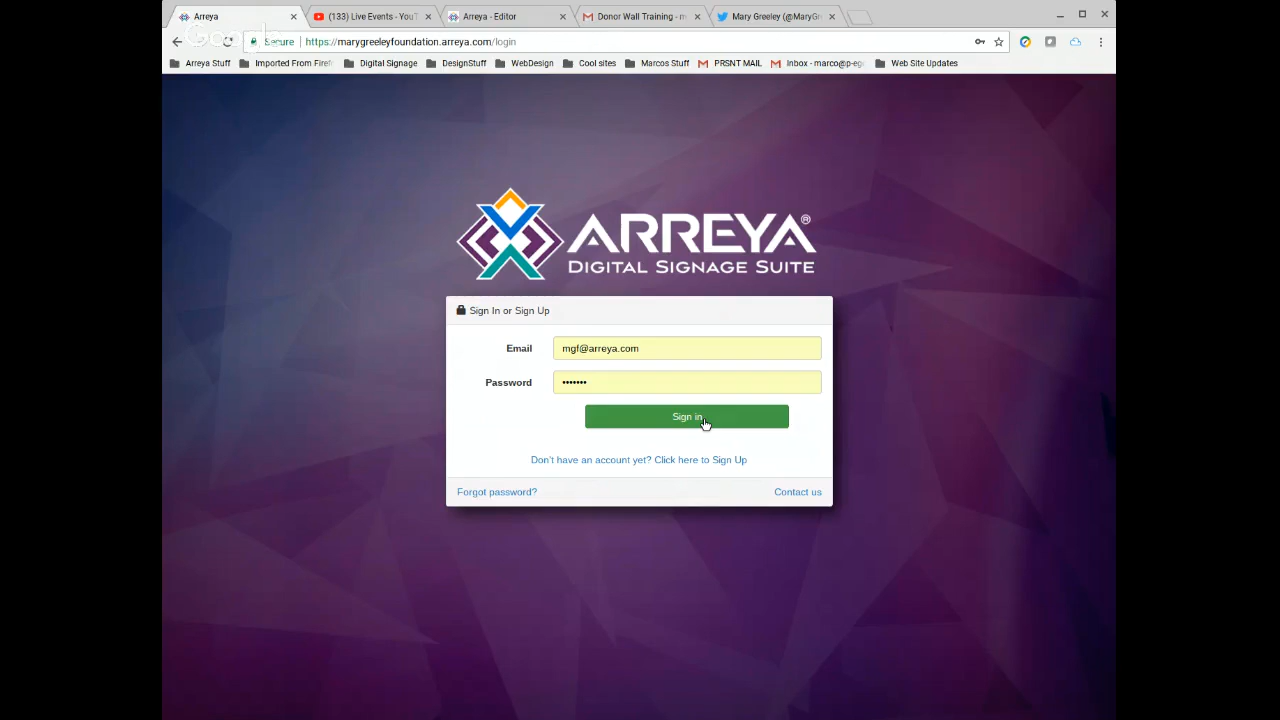 Arreya
(133) Live Events - YouT
Arreya - Editor
Donor Wall Training - m
Mary Greeley (@MaryGr
Google
Secure
https://marygreeleyfoundation.arreya.com/login
Arreya Stuff
Imported From Firef
Digital Signage
DesignStuff
WebDesign
Cool sites
Marcos Stuff
PRSNT MAIL
Inbox - marco@p-eg
Web Site Updates
ARREYA®
DIGITAL SIGNAGE SUITE
Sign In or Sign Up
Email
mgf@arreya.com
Password
•••••••
Sign in
Don't have an account yet? Click here to Sign Up
Forgot password?
Contact us